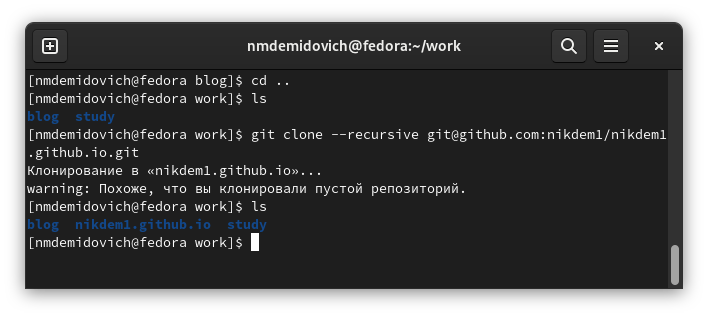 nmdemidovich@fedora:~/work
[nmdemidovich@fedora blog]$ cd ..
[nmdemidovich@fedora work]$ ls
blog  study
[nmdemidovich@fedora work]$ git clone --recursive git@github.com:nikdem1/nikdem1
.github.io.git
Клонирование в «nikdem1.github.io»...
warning: Похоже, что вы клонировали пустой репозиторий.
[nmdemidovich@fedora work]$ ls
blog  nikdem1.github.io  study
[nmdemidovich@fedora work]$